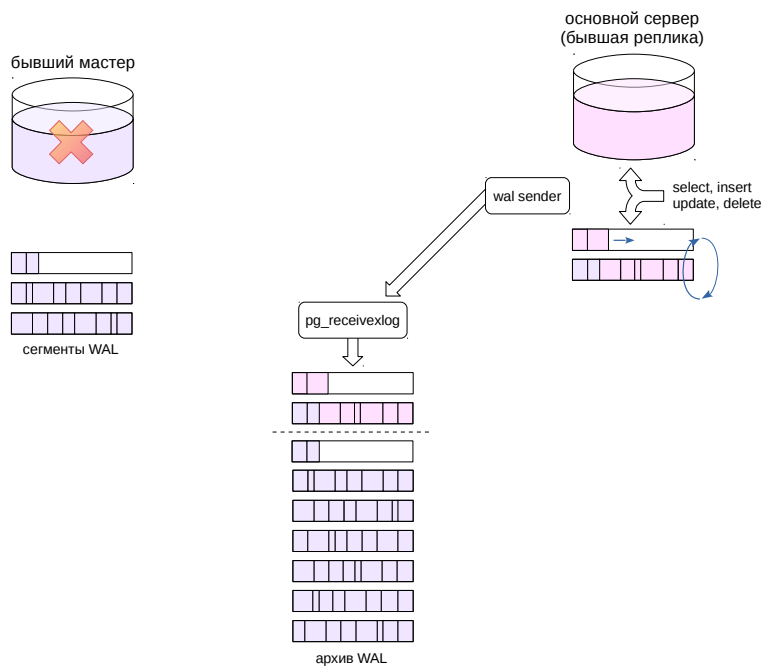 основной сервер
(бывшая реплика)
бывший мастер
wal sender
select, insert
update, delete
pg_receivexlog
сегменты WAL
архив WAL